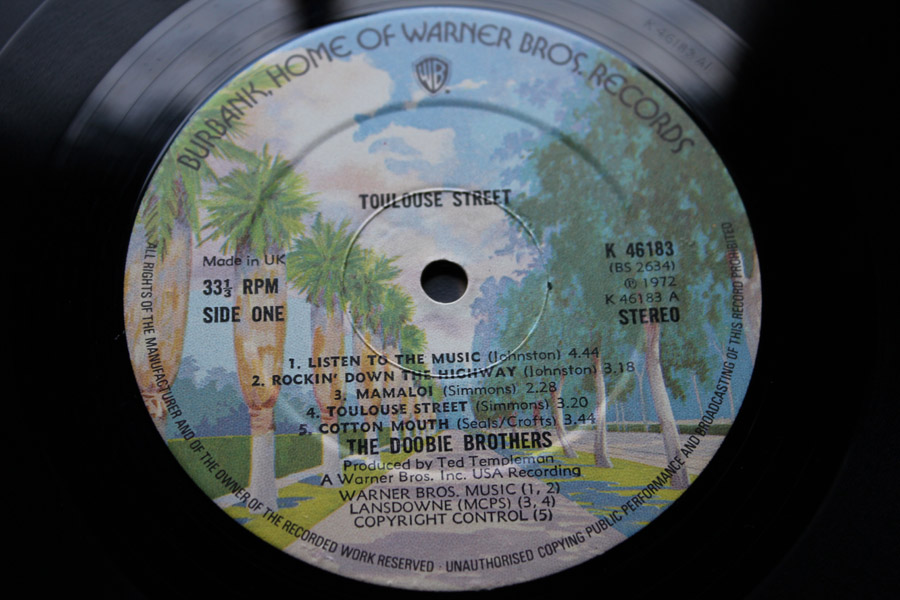 BURBANK, HOME OF WARNER BROS. RECORDS
WB
TOULOUSE STREET
Made in UK
33⅓ RPM
SIDE ONE
K 46183
(BS 2634)
℗ 1972
K 46183 A
STEREO
1. LISTEN TO THE MUSIC (Johnston) 4.44
2. ROCKIN' DOWN THE HIGHWAY (Johnston) 3.18
3. MAMALOI (Simmons) 2.28
4. TOULOUSE STREET (Simmons) 3.20
5. COTTON MOUTH (Seals/Crofts) 3.44
THE DOOBIE BROTHERS
Produced by Ted Templeman
A Warner Bros. Inc. USA Recording
WARNER BROS. MUSIC (1, 2)
LANSDOWNE (MCPS) (3, 4)
COPYRIGHT CONTROL (5)
ALL RIGHTS OF THE MANUFACTURER AND OF THE OWNER OF THE RECORDED WORK RESERVED · UNAUTHORISED COPYING PUBLIC PERFORMANCE AND BROADCASTING OF THIS RECORD PROHIBITED